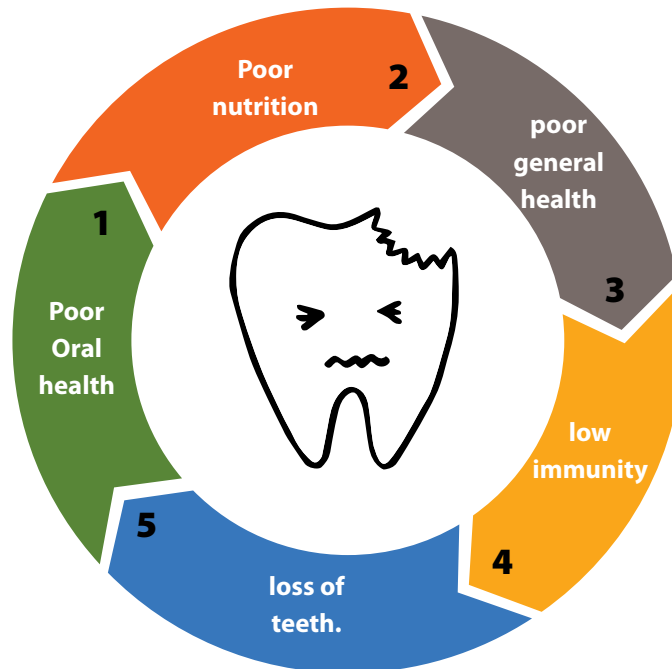 1
Poor
Oral
health
2
Poor
nutrition
3
poor
general
health
4
low
immunity
5
loss of
teeth.